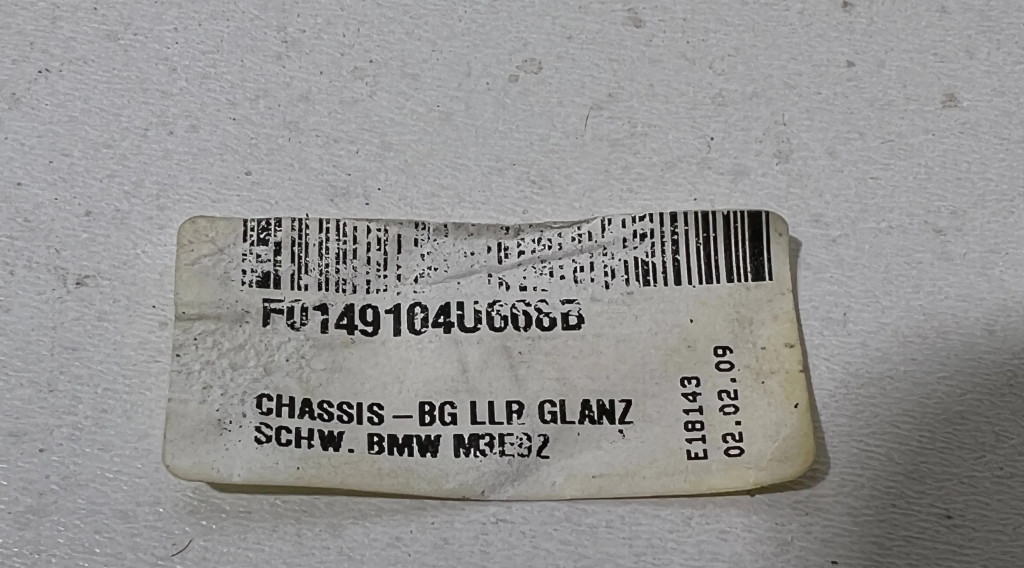 F0149104U668B
CHASSIS-BG LLR GLANZ
SCHW. BMW M3E92
E18143
02.02.09